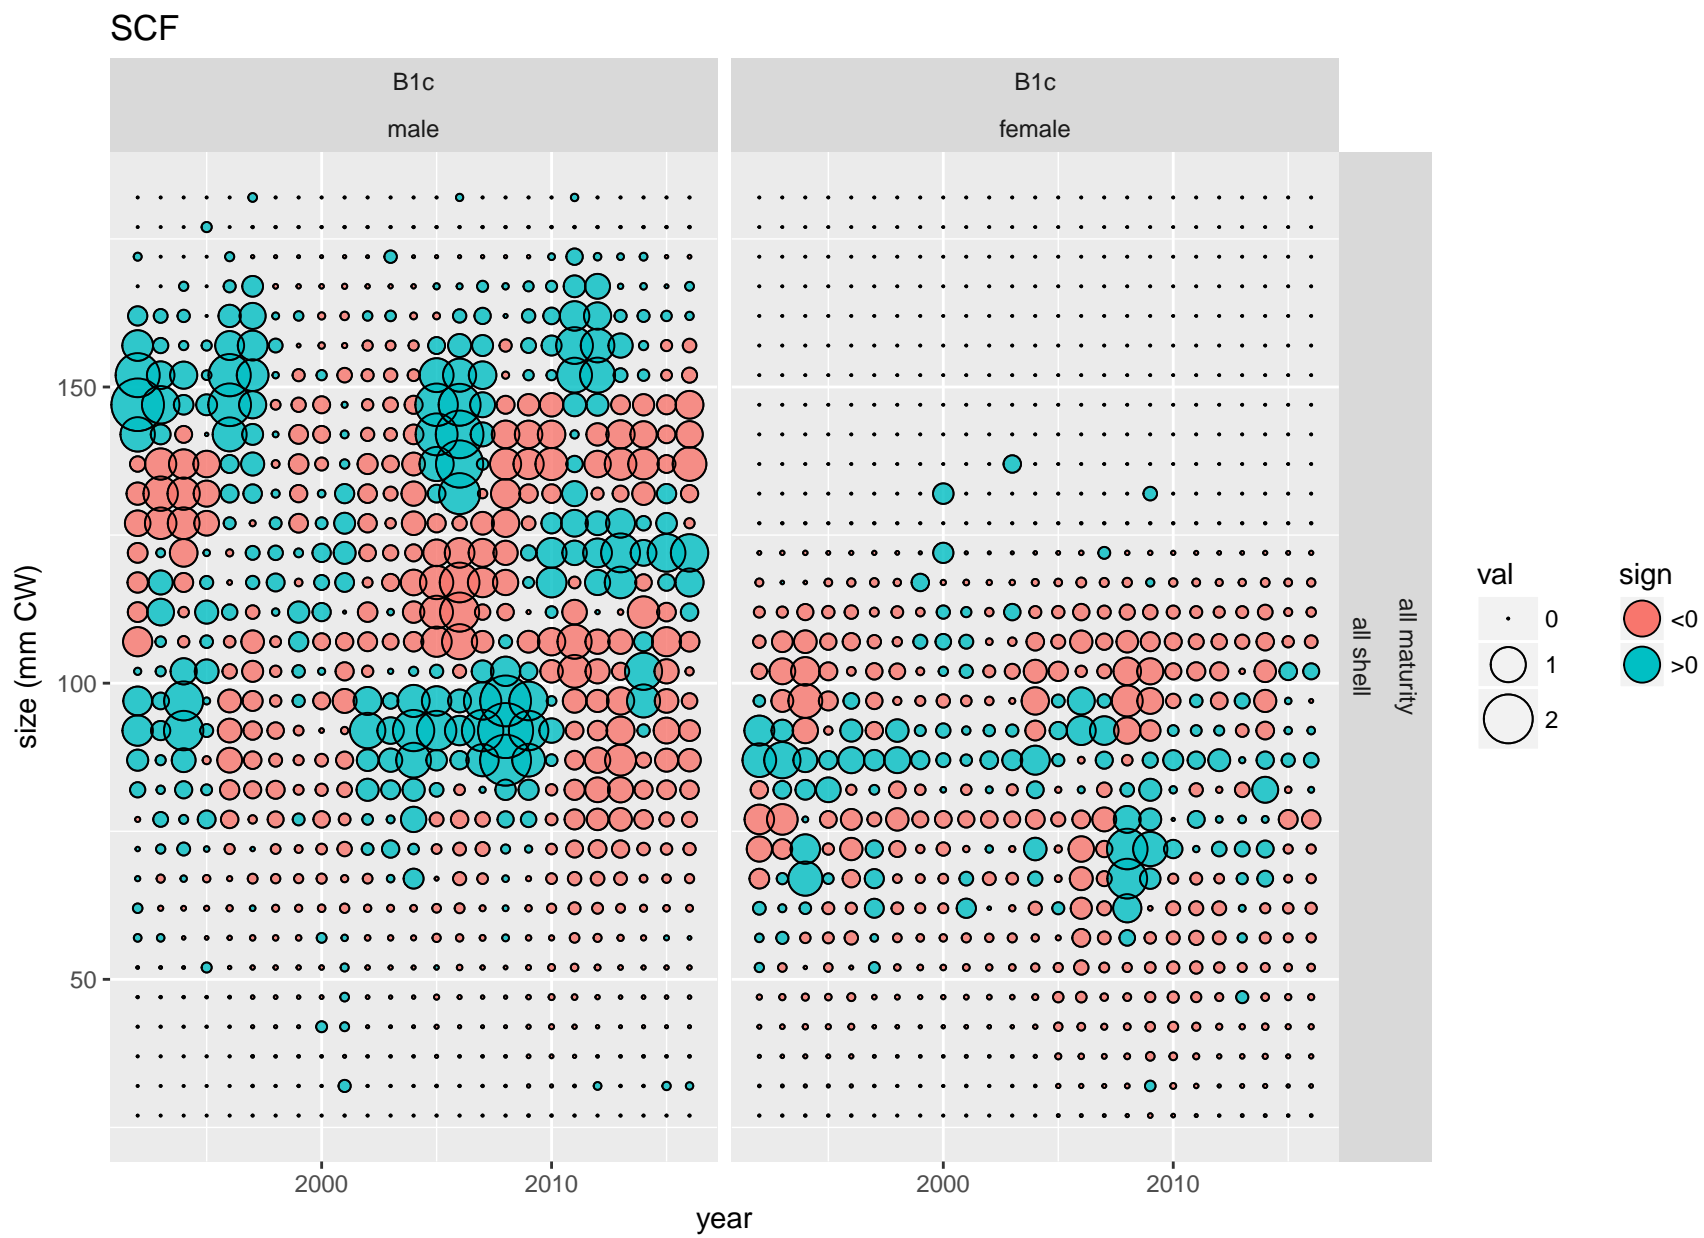 SCF
B1c
male
B1c
female
150
100
50
size (mm CW)
2000
2010
2000
2010
year
all maturity
all shell
val
0
1
2
sign
<0
>0